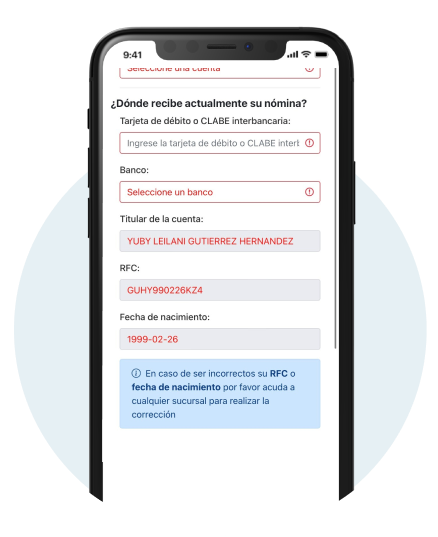 9:41
Seleccione una cuenta
¿Dónde recibe actualmente su nómina?
Tarjeta de débito o CLABE interbancaria:
Ingrese la tarjeta de débito o CLABE interb
Banco:
Seleccione un banco
Titular de la cuenta:
YUBY LEILANI GUTIERREZ HERNANDEZ
RFC:
GUHY990226KZ4
Fecha de nacimiento:
1999-02-26
En caso de ser incorrectos su RFC o
fecha de nacimiento por favor acuda a
cualquier sucursal para realizar la
corrección